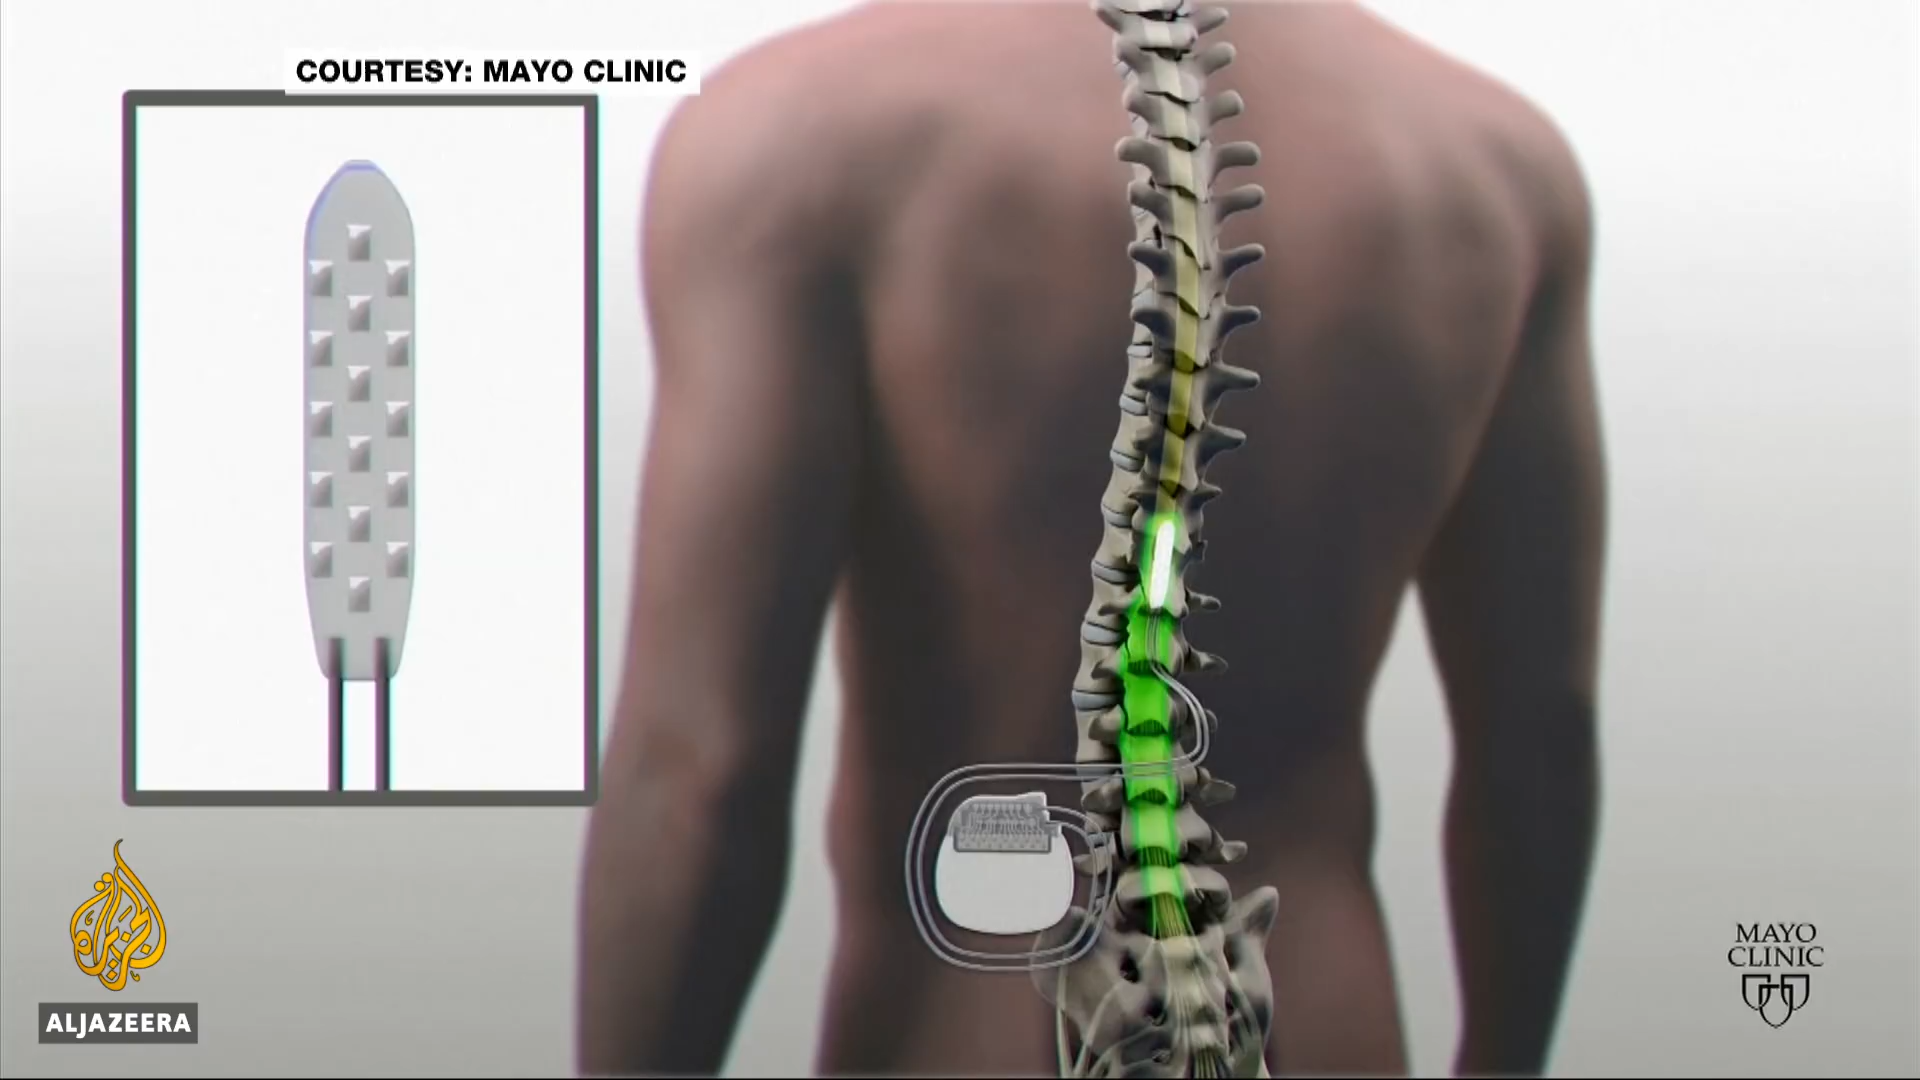 COURTESY: MAYO CLINIC
الجزيرة
ALJAZEERA
MAYO
CLINIC